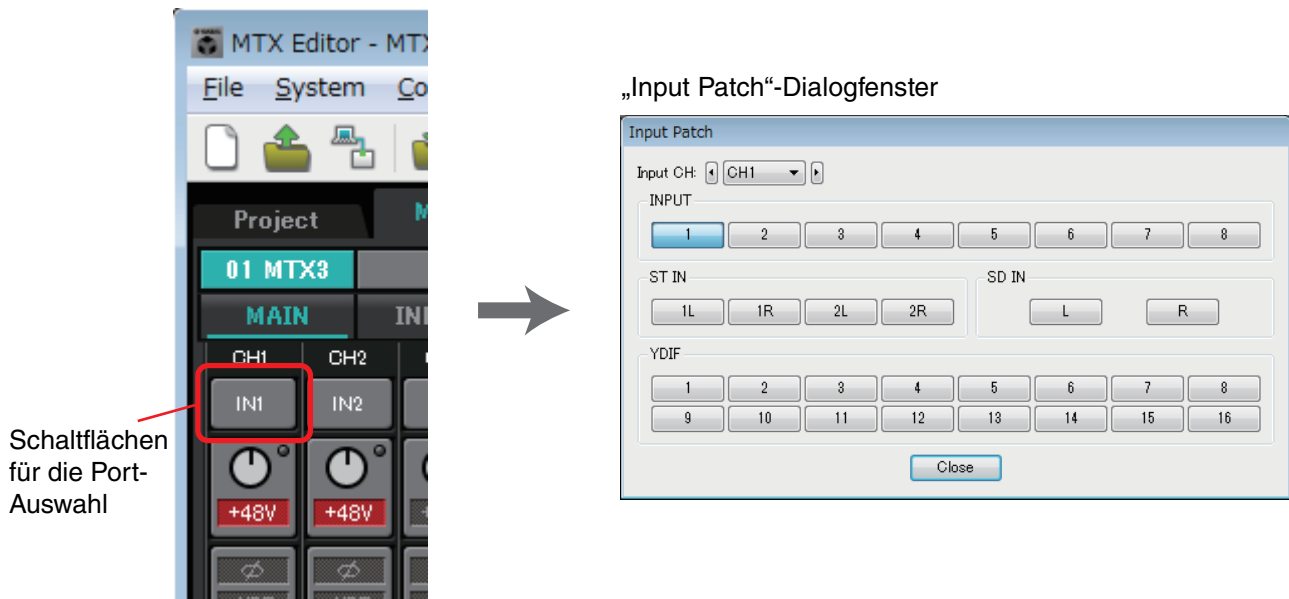 MTX Editor - MTX
File System Co
Project M
01 MTX3
MAIN IN
CH1 CH2
IN1 IN2
+48V +48V
Schaltflächen
für die Port-
Auswahl
„Input Patch“-Dialogfenster
Input Patch
Input CH: CH1
INPUT
1 2 3 4 5 6 7 8
ST IN SD IN
1L 1R 2L 2R L R
YDIF
1 2 3 4 5 6 7 8
9 10 11 12 13 14 15 16
Close